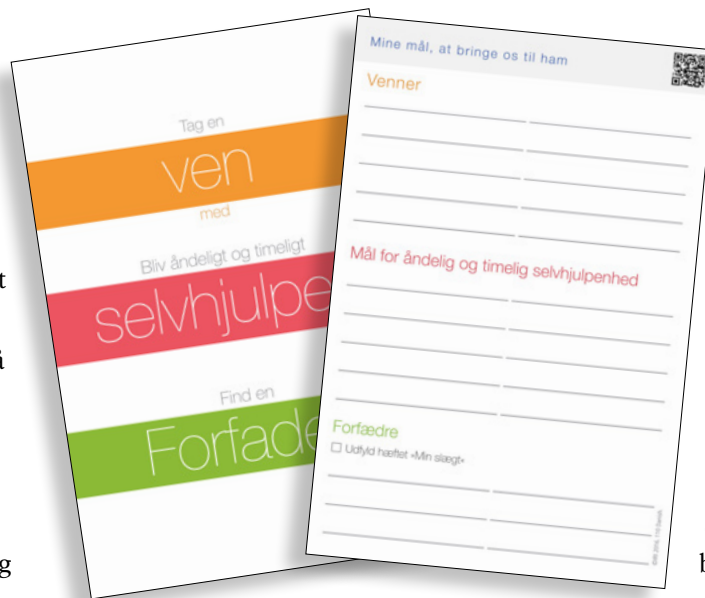 Tag en
ven
med
Bliv åndeligt og timeligt
selvhjulpe
Find en
Forfade
Mine mål, at bringe os til ham
Venner
Mål for åndelig og timelig selvhjulpenhed
Forfædre
☐ Udfyld hæftet »Min slægt«
t
å
g
b